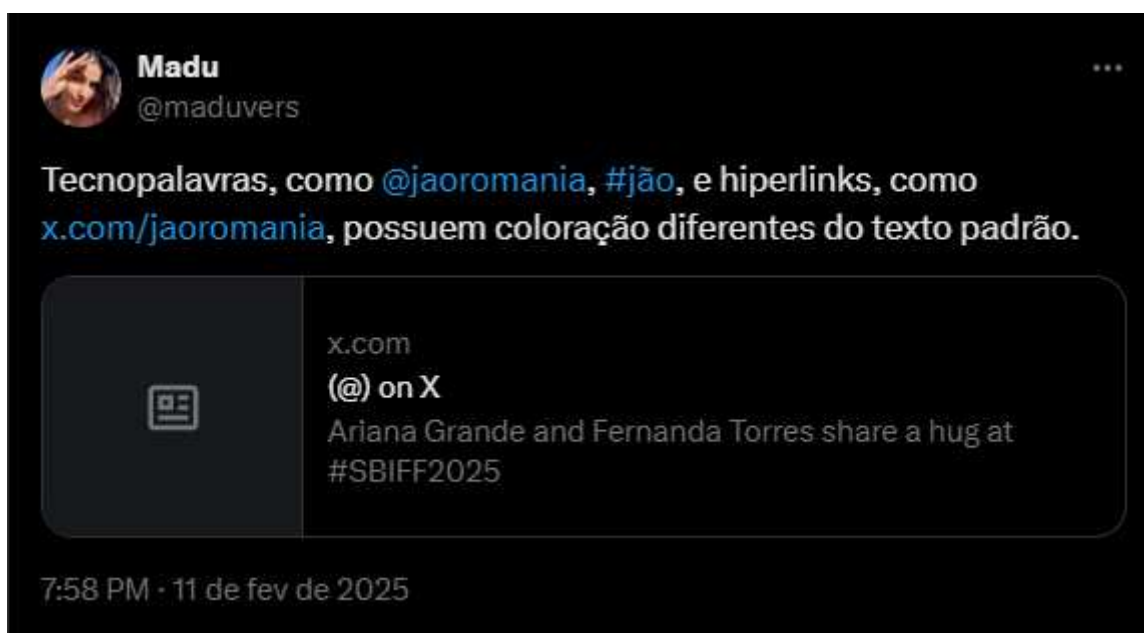 Madu
@maduvers
Tecnopalavras, como @jaoromania, #jão, e hiperlinks, como
x.com/jaoromania, possuem coloração diferentes do texto padrão.
x.com
(@) on X
Ariana Grande and Fernanda Torres share a hug at
#SBIFF2025
7:58 PM · 11 de fev de 2025